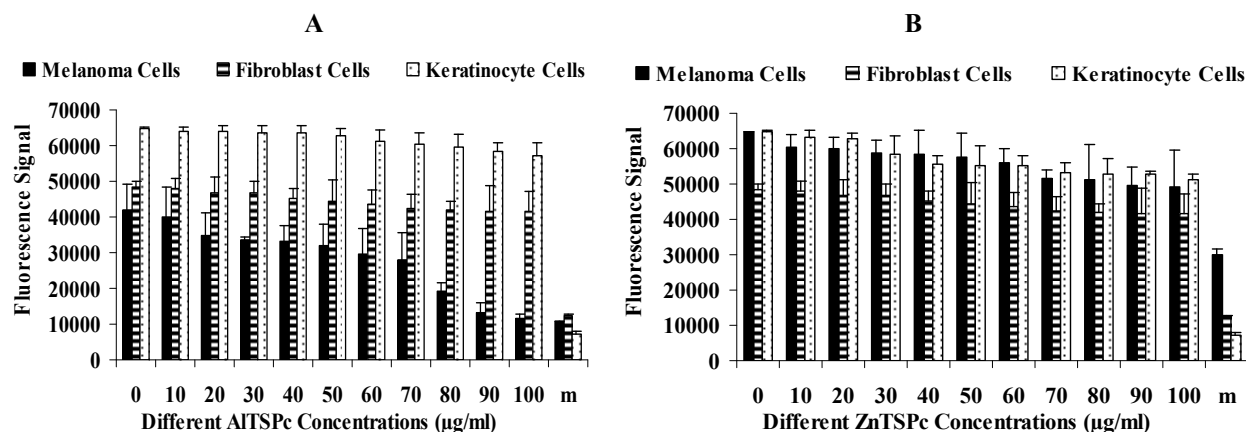 A
Melanoma Cells Fibroblast Cells Keratinocyte Cells
Fluorescence Signal
70000
60000
50000
40000
30000
20000
10000
0
0 10 20 30 40 50 60 70 80 90 100 m
Different AlTSPc Concentrations (µg/ml)
B
Melanoma Cells Fibroblast Cells Keratinocyte Cells
Fluorescence Signal
70000
60000
50000
40000
30000
20000
10000
0
0 10 20 30 40 50 60 70 80 90 100 m
Different ZnTSPc Concentrations (µg/ml)